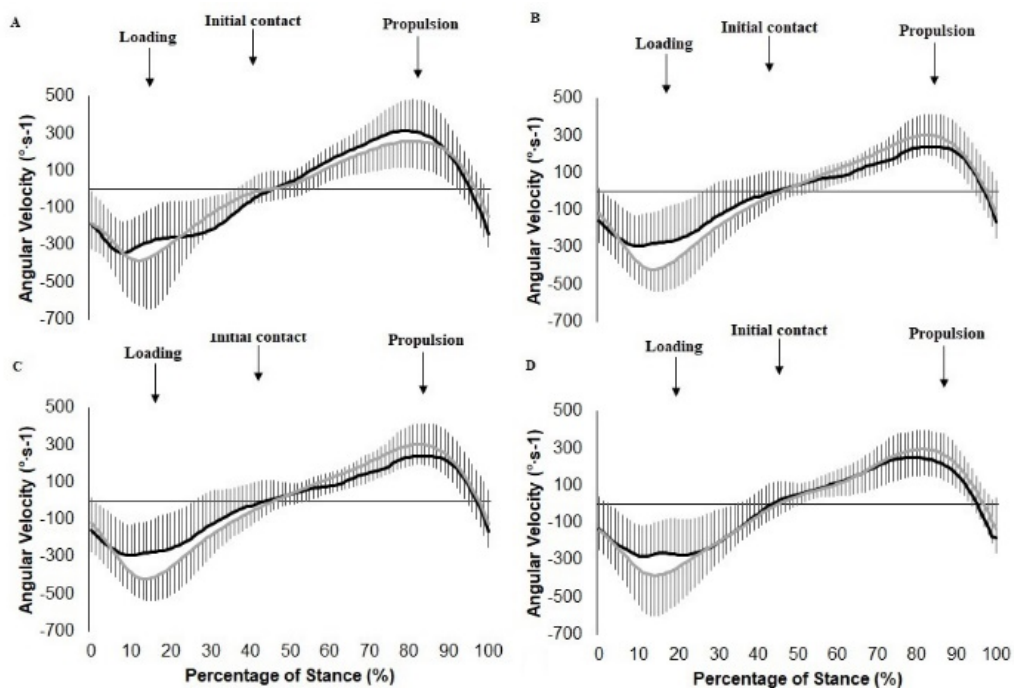 A
Initial contact
Propulsion
Loading
Angular Velocity (°·s-1)
500
300
100
-100
-300
-500
-700
B
Initial contact
Propulsion
Loading
Angular Velocity (°·s-1)
500
300
100
-100
-300
-500
-700
C
Initial contact
Propulsion
Loading
Angular Velocity (°·s-1)
500
300
100
-100
-300
-500
-700
0 10 20 30 40 50 60 70 80 90 100
Percentage of Stance (%)
D
Initial contact
Propulsion
Loading
Angular Velocity (°·s-1)
500
300
100
-100
-300
-500
-700
0 10 20 30 40 50 60 70 80 90 100
Percentage of Stance (%)